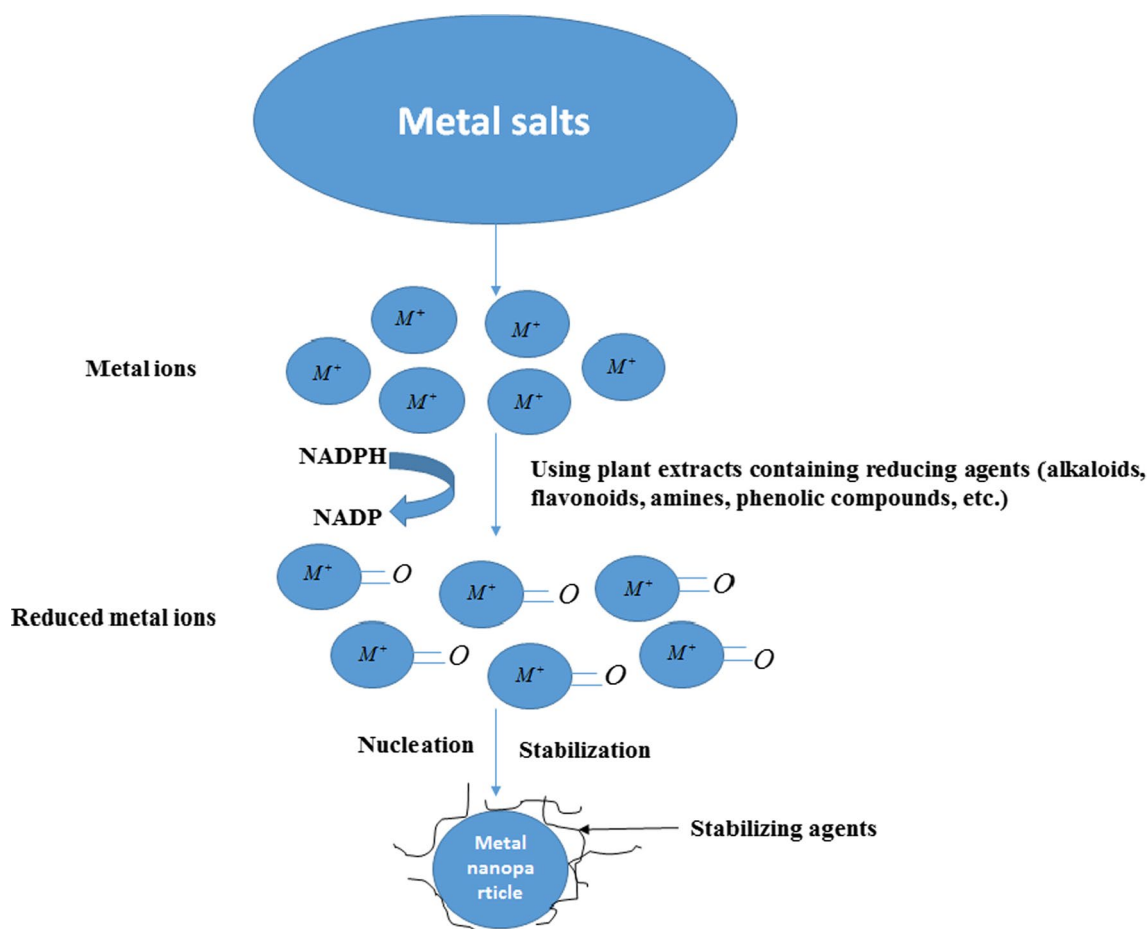 Metal salts
M+
M+
M+
M+
M+
M+
Metal ions
NADPH
NADP
Using plant extracts containing reducing agents (alkaloids,
flavonoids, amines, phenolic compounds, etc.)
M+ O
M+ O
M+ O
Reduced metal ions
M+ O
M+ O
M+ O
Nucleation
Stabilization
Stabilizing agents
Metal
nanopa
rticle